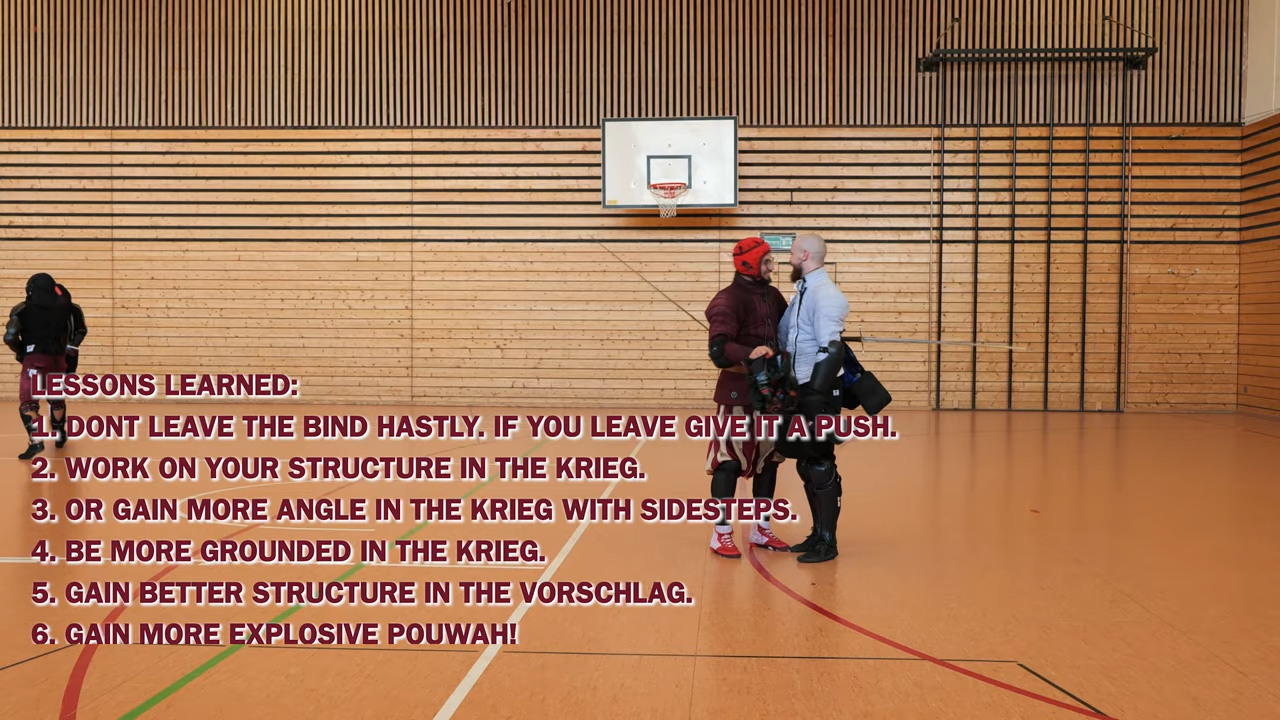 LESSONS LEARNED:
1. DONT LEAVE THE BIND HASTLY. IF YOU LEAVE GIVE IT A PUSH.
2. WORK ON YOUR STRUCTURE IN THE KRIEG.
3. OR GAIN MORE ANGLE IN THE KRIEG WITH SIDESTEPS.
4. BE MORE GROUNDED IN THE KRIEG.
5. GAIN BETTER STRUCTURE IN THE VORSCHLAG.
6. GAIN MORE EXPLOSIVE POUWAH!